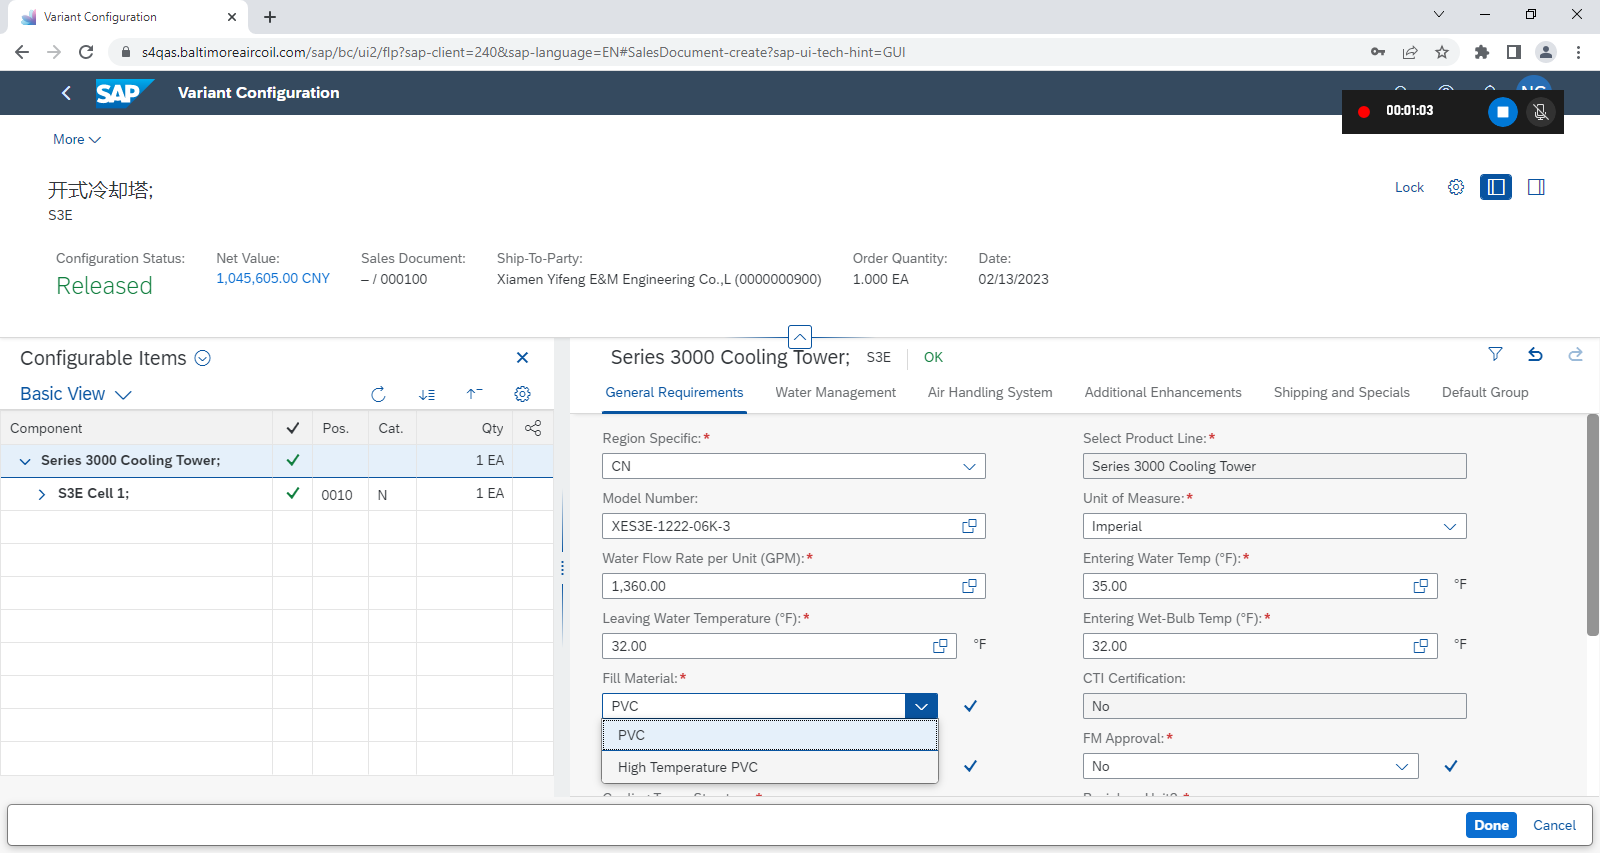 Variant Configuration
s4qas.baltimoreaircoil.com/sap/bc/ui2/flp?sap-client=240&sap-language=EN#SalesDocument-create?sap-ui-tech-hint=GUI
SAP
Variant Configuration
00:01:03
More
开式冷却塔;
S3E
Lock
Configuration Status:
Released
Net Value:
1,045,605.00 CNY
Sales Document:
– / 000100
Ship-To-Party:
Xiamen Yifeng E&M Engineering Co.,L (0000000900)
Order Quantity:
1.000 EA
Date:
02/13/2023
Configurable Items
Basic View
Component Pos. Cat. Qty
Series 3000 Cooling Tower; 1 EA
S3E Cell 1; 0010 N 1 EA
Series 3000 Cooling Tower; S3E OK
General Requirements Water Management Air Handling System Additional Enhancements Shipping and Specials Default Group
Region Specific:*
CN
Select Product Line:*
Series 3000 Cooling Tower
Model Number:
XES3E-1222-06K-3
Unit of Measure:*
Imperial
Water Flow Rate per Unit (GPM):*
1,360.00
Entering Water Temp (°F):*
35.00 °F
Leaving Water Temperature (°F):*
32.00 °F
Entering Wet-Bulb Temp (°F):*
32.00 °F
Fill Material:*
PVC
PVC
High Temperature PVC
CTI Certification:
No
FM Approval:*
No
Done Cancel